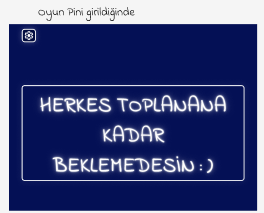 Oyun Pini girildiğinde
HERKES TOPLANANA
KADAR
BEKLEMEDESİN :)